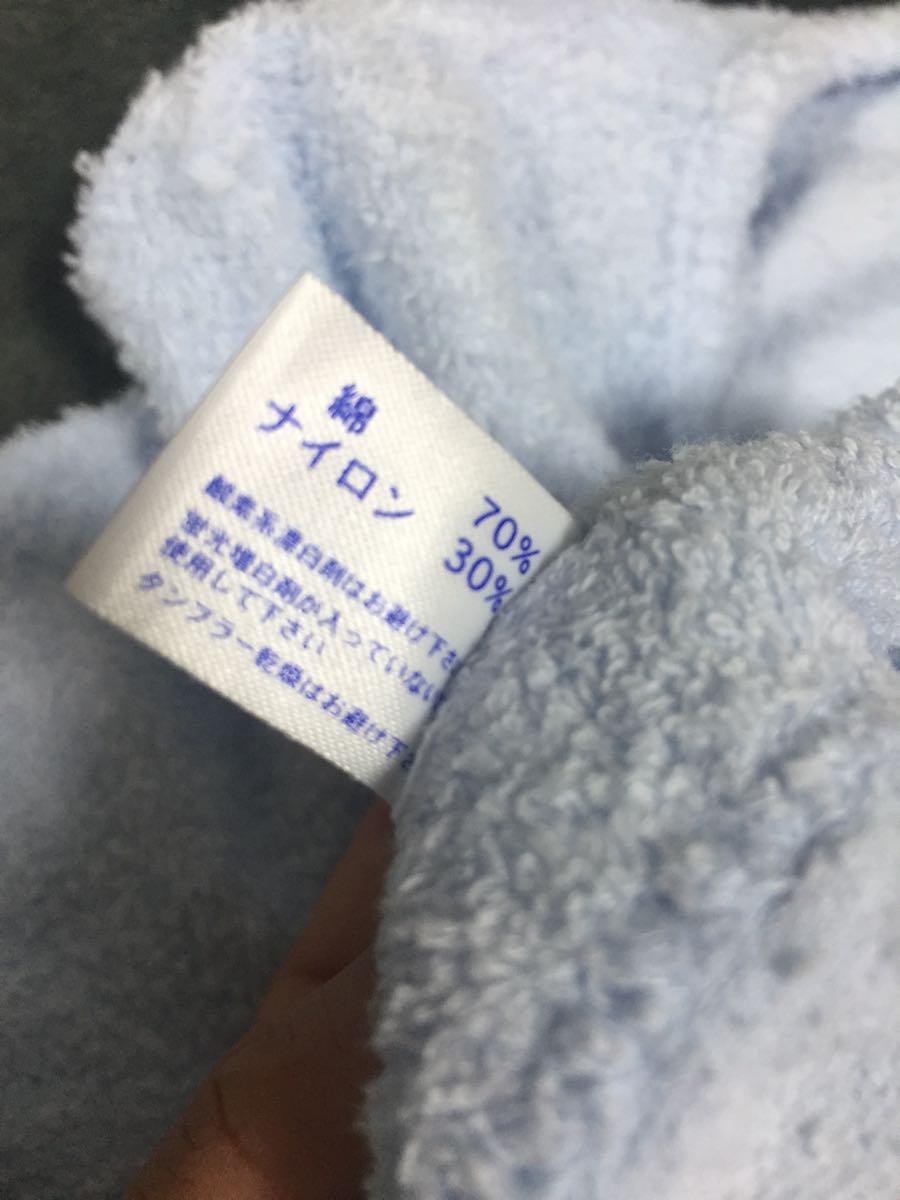 綿 70%
ナイロン 30%
塩素系漂白剤はお避け下さ
蛍光増白剤が入っていない
使用して下さい
タンブラー乾燥はお避け下さ